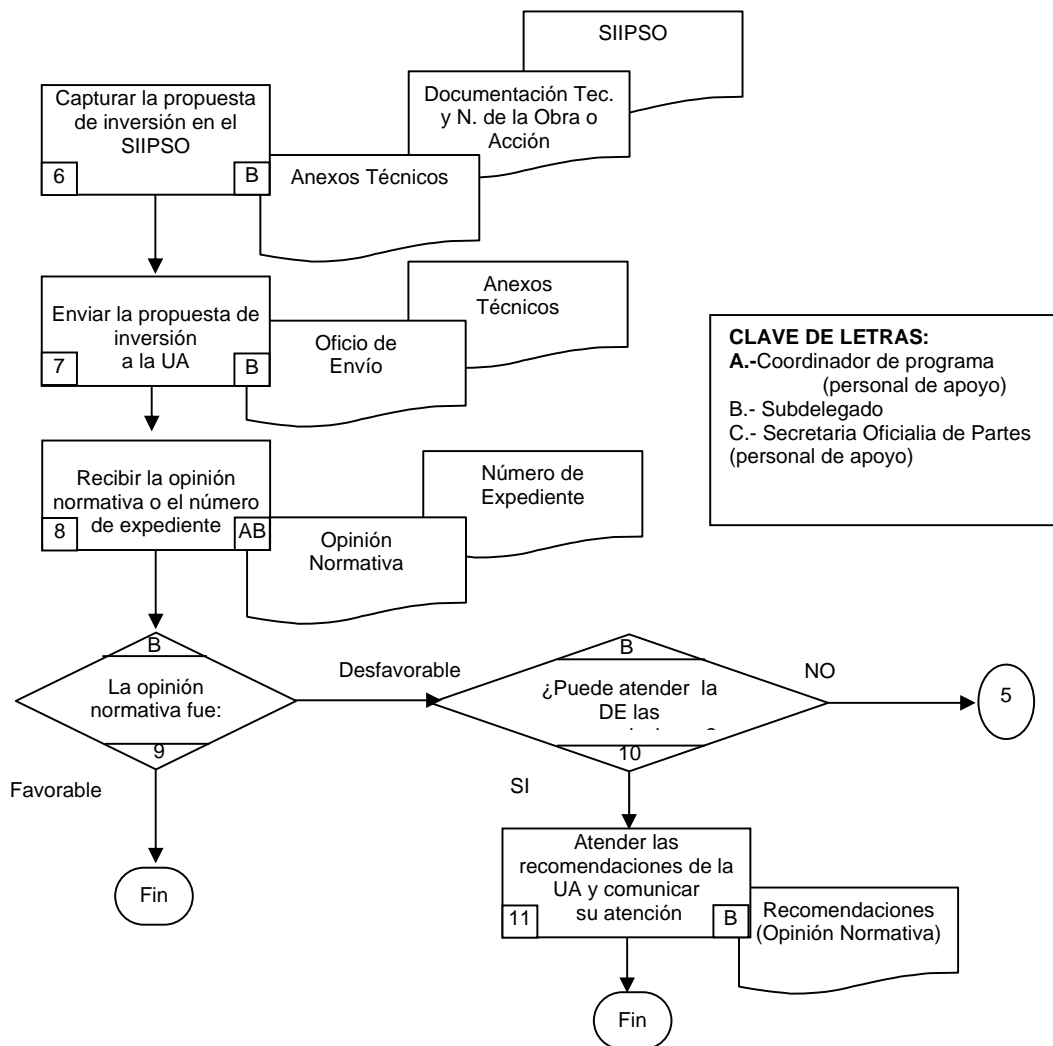 SIIPSO
Capturar la propuesta
de inversión en el
SIIPSO
6
B
Documentación Tec.
y N. de la Obra o
Acción
Anexos Técnicos
Enviar la propuesta de
inversión
a la UA
7
B
Anexos
Técnicos
Oficio de
Envío
CLAVE DE LETRAS:
A.-Coordinador de programa
(personal de apoyo)
B.- Subdelegado
C.- Secretaria Oficialia de Partes
(personal de apoyo)
Recibir la opinión
normativa o el número
de expediente
8
AB
Número de
Expediente
Opinión
Normativa
B
La opinión
normativa fue:
9
Desfavorable
Favorable
B
¿Puede atender la
DE las
10
NO
5
SI
Fin
Atender las
recomendaciones de la
UA y comunicar
su atención
11
B
Recomendaciones
(Opinión Normativa)
Fin